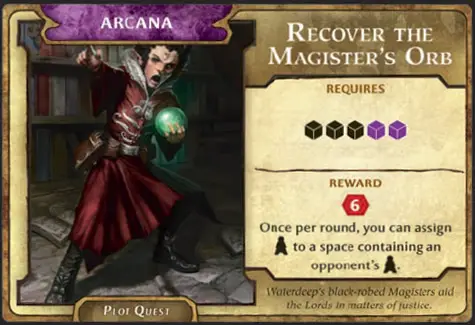 ARCANA
RECOVER THE
MAGISTER'S ORB
REQUIRES
REWARD
6
Once per round, you can assign
to a space containing an
opponent's .
Waterdeep's black-robed Magisters aid
the Lords in matters of justice.
PLOT QUEST